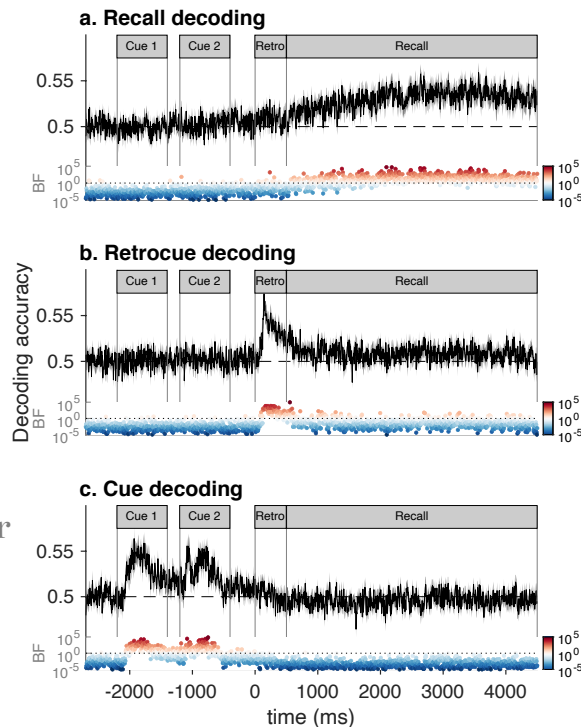 a. Recall decoding
Cue 1 Cue 2 Retro Recall
0.55
0.5
BF 10^5 10^0 10^-5 10^5 10^0 10^-5
b. Retrocue decoding
Cue 1 Cue 2 Retro Recall
0.55
0.5
Decoding accuracy
BF 10^5 10^0 10^-5 10^5 10^0 10^-5
c. Cue decoding
Cue 1 Cue 2 Retro Recall
r
0.55
0.5
BF 10^5 10^0 10^-5 10^5 10^0 10^-5
-2000 -1000 0 1000 2000 3000 4000
time (ms)